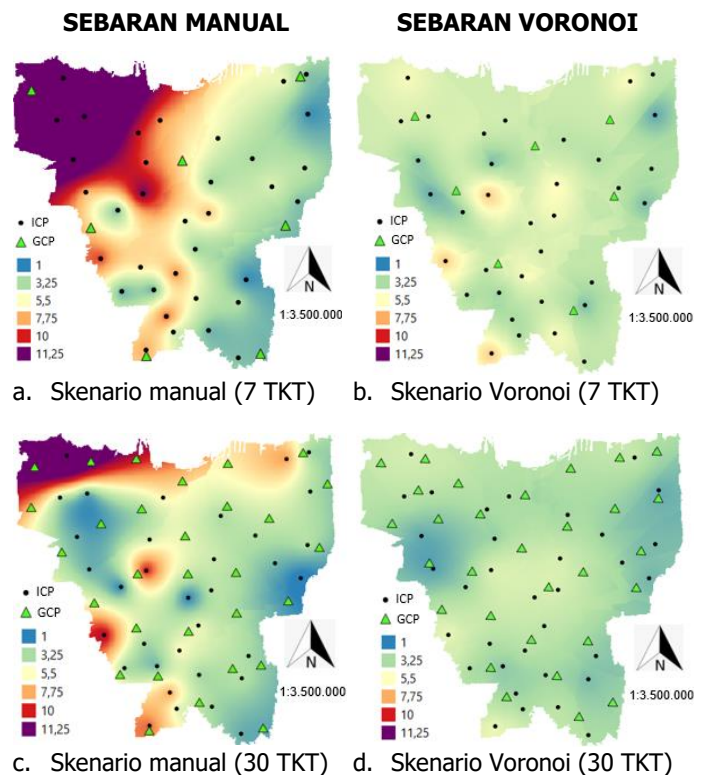 SEBARAN MANUAL
SEBARAN VORONOI
ICP
GCP
1
3,25
5,5
7,75
10
11,25
N
1:3.500.000
a. Skenario manual (7 TKT)
ICP
GCP
1
3,25
5,5
7,75
10
11,25
N
1:3.500.000
b. Skenario Voronoi (7 TKT)
ICP
GCP
1
3,25
5,5
7,75
10
11,25
N
1:3.500.000
c. Skenario manual (30 TKT)
ICP
GCP
1
3,25
5,5
7,75
10
11,25
N
1:3.500.000
d. Skenario Voronoi (30 TKT)